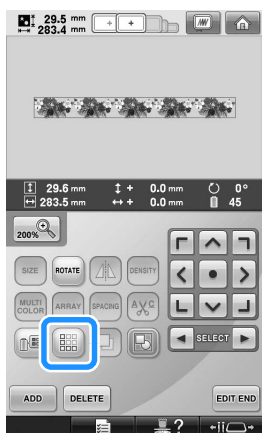 29.5 mm
283.4 mm
29.6 mm + 0.0 mm 0°
283.5 mm + 0.0 mm 45
200%
SIZE ROTATE DENSITY
MULTI COLOR ARRAY SPACING A C
SELECT
ADD DELETE EDIT END
?